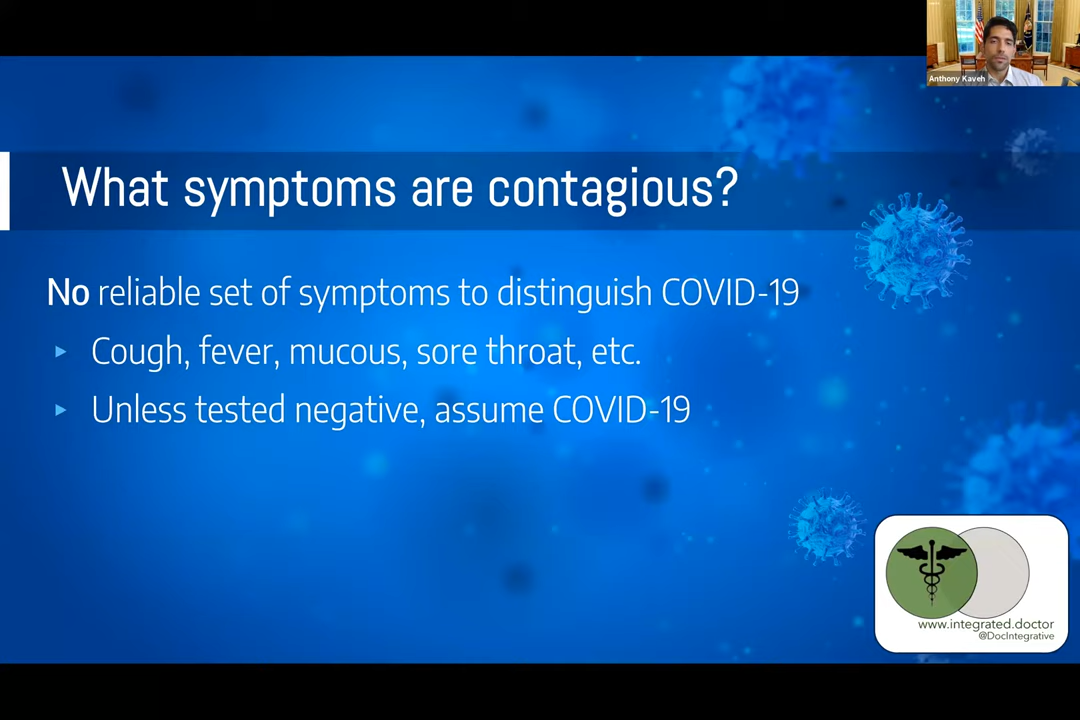 Anthony Kaveh
What symptoms are contagious?
No reliable set of symptoms to distinguish COVID-19
Cough, fever, mucous, sore throat, etc.
Unless tested negative, assume COVID-19
www.integrated.doctor
@DocIntegrative